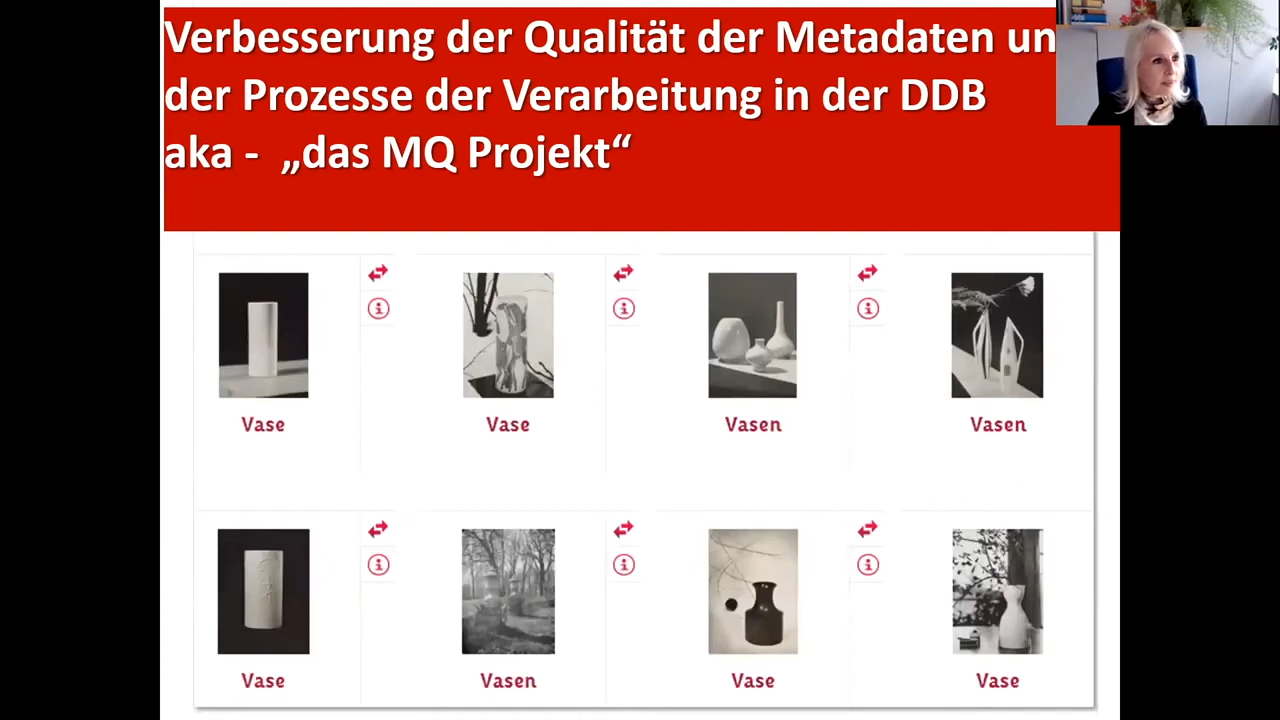 Verbesserung der Qualität der Metadaten un
der Prozesse der Verarbeitung in der DDB
aka - „das MQ Projekt“
Vase
Vase
Vasen
Vasen
Vase
Vasen
Vase
Vase